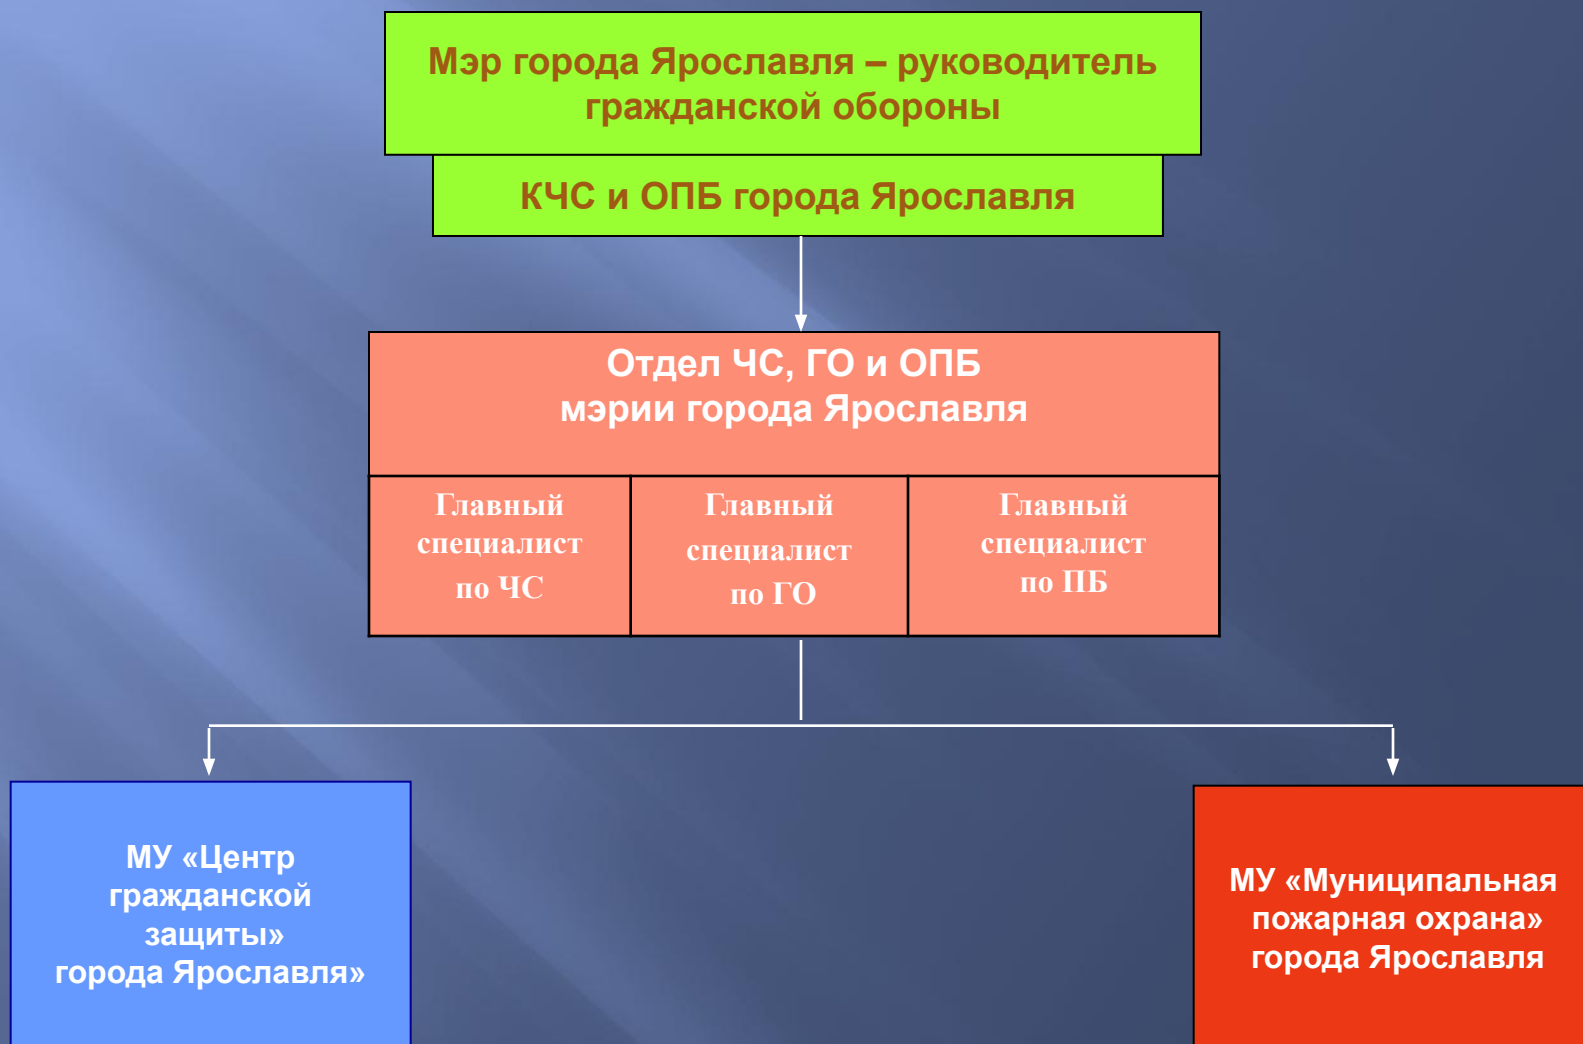 Мэр города Ярославля – руководитель
гражданской обороны
КЧС и ОПБ города Ярославля
Отдел ЧС, ГО и ОПБ
мэрии города Ярославля
Главный
специалист
по ЧС
Главный
специалист
по ГО
Главный
специалист
по ПБ
МУ «Центр
гражданской
защиты»
города Ярославля»
МУ «Муниципальная
пожарная охрана»
города Ярославля